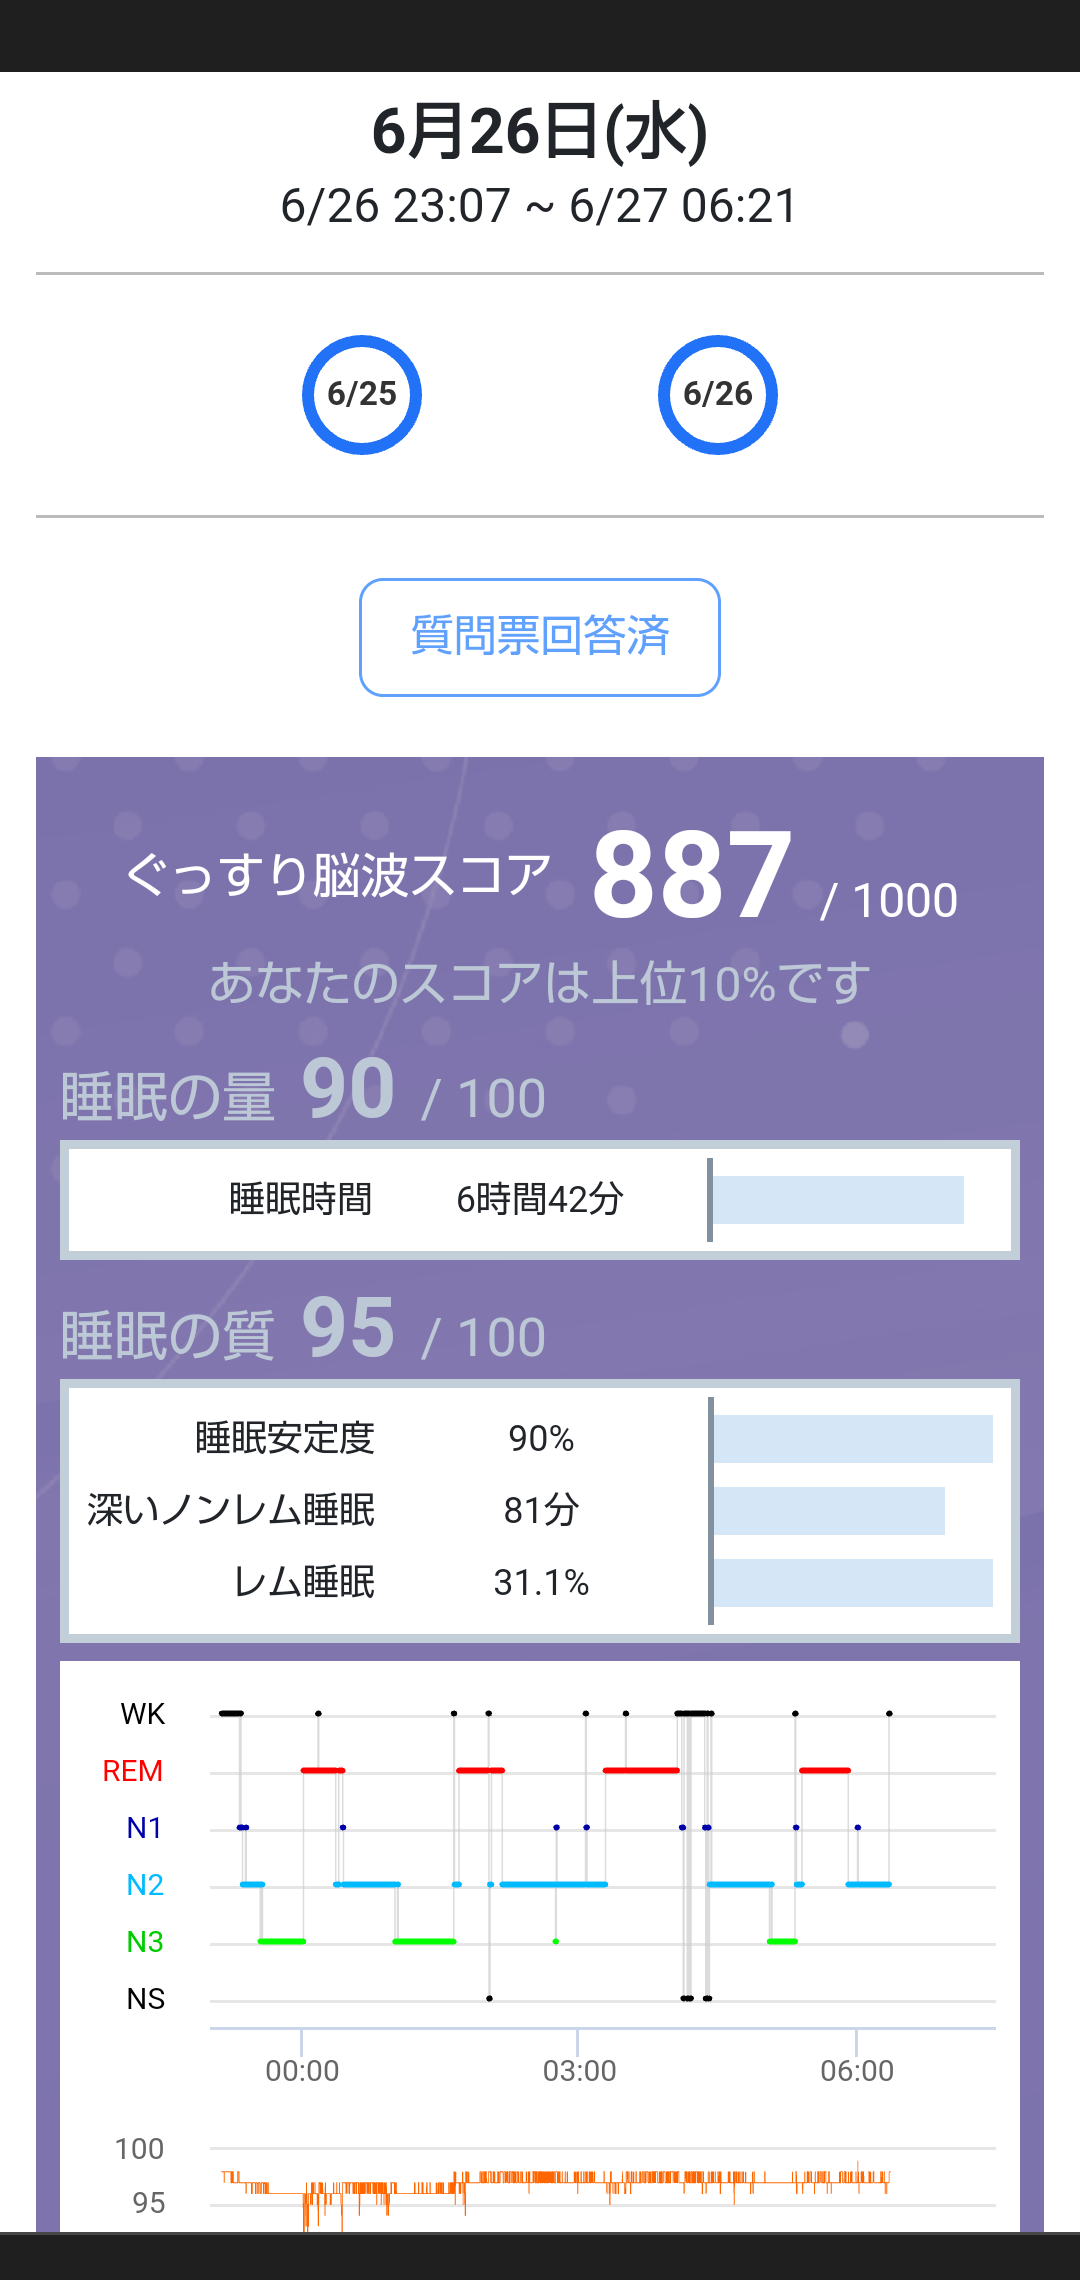 6月26日(水)
6/26 23:07 ~ 6/27 06:21
6/25 6/26
質問票回答済
ぐっすり脳波スコア 887 / 1000
あなたのスコアは上位10%です
睡眠の量 90 / 100
睡眠時間 6時間42分
睡眠の質 95 / 100
睡眠安定度 90%
深いノンレム睡眠 81分
レム睡眠 31.1%
WK
REM
N1
N2
N3
NS
00:00 03:00 06:00
100
95